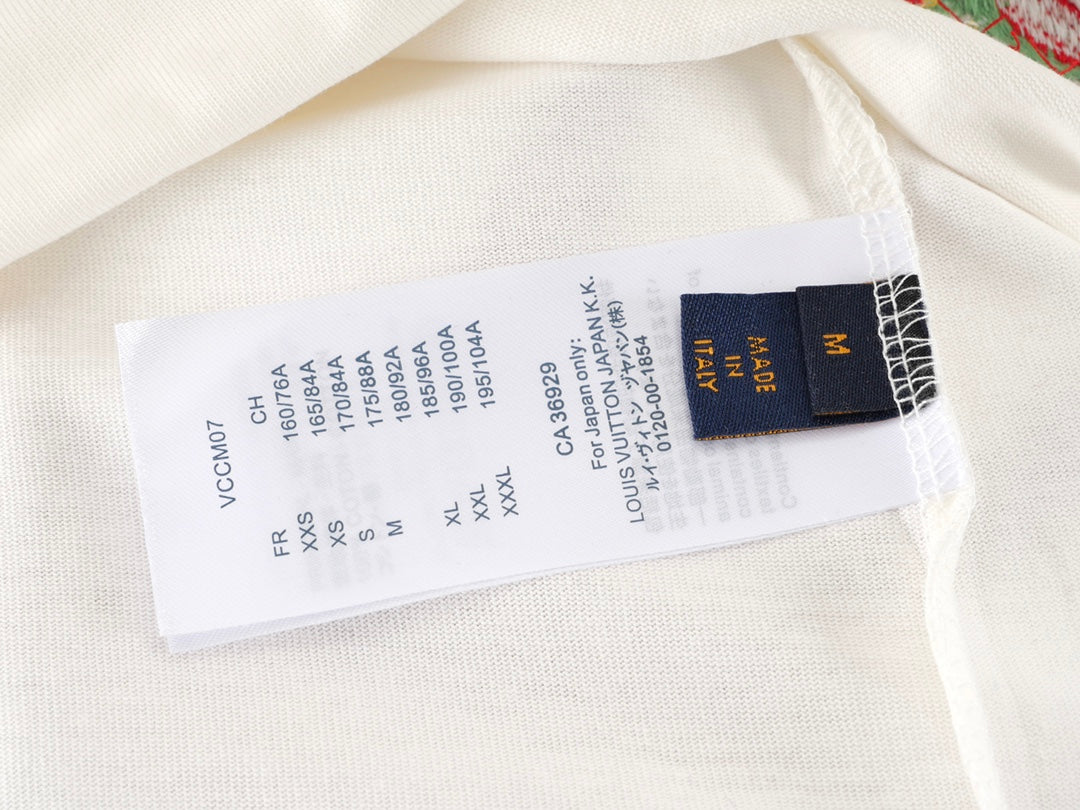 VCCM07
FR CH
XXS 160/76A
XS 165/84A
S 170/84A
M 175/88A
180/92A
XL 185/96A
XXL 190/100A
XXXL 195/104A
CA 36929
For Japan only:
LOUIS VUITTON JAPAN K.K.
ルイ・ヴィトン ジャパン(株)
0120-00-1854
MADE
IN
ITALY
M